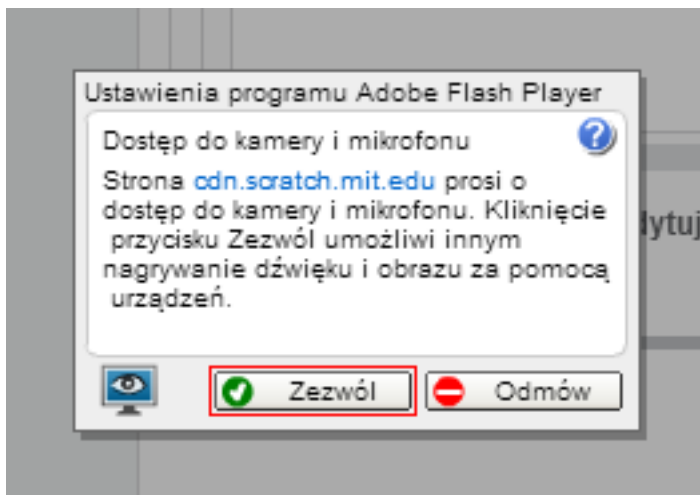 Ustawienia programu Adobe Flash Player
Dostęp do kamery i mikrofonu
Strona cdn.scratch.mit.edu prosi o
dostęp do kamery i mikrofonu. Kliknięcie
przycisku Zezwól umożliwi innym
nagrywanie dźwięku i obrazu za pomocą
urządzeń.
Zezwól
Odmów